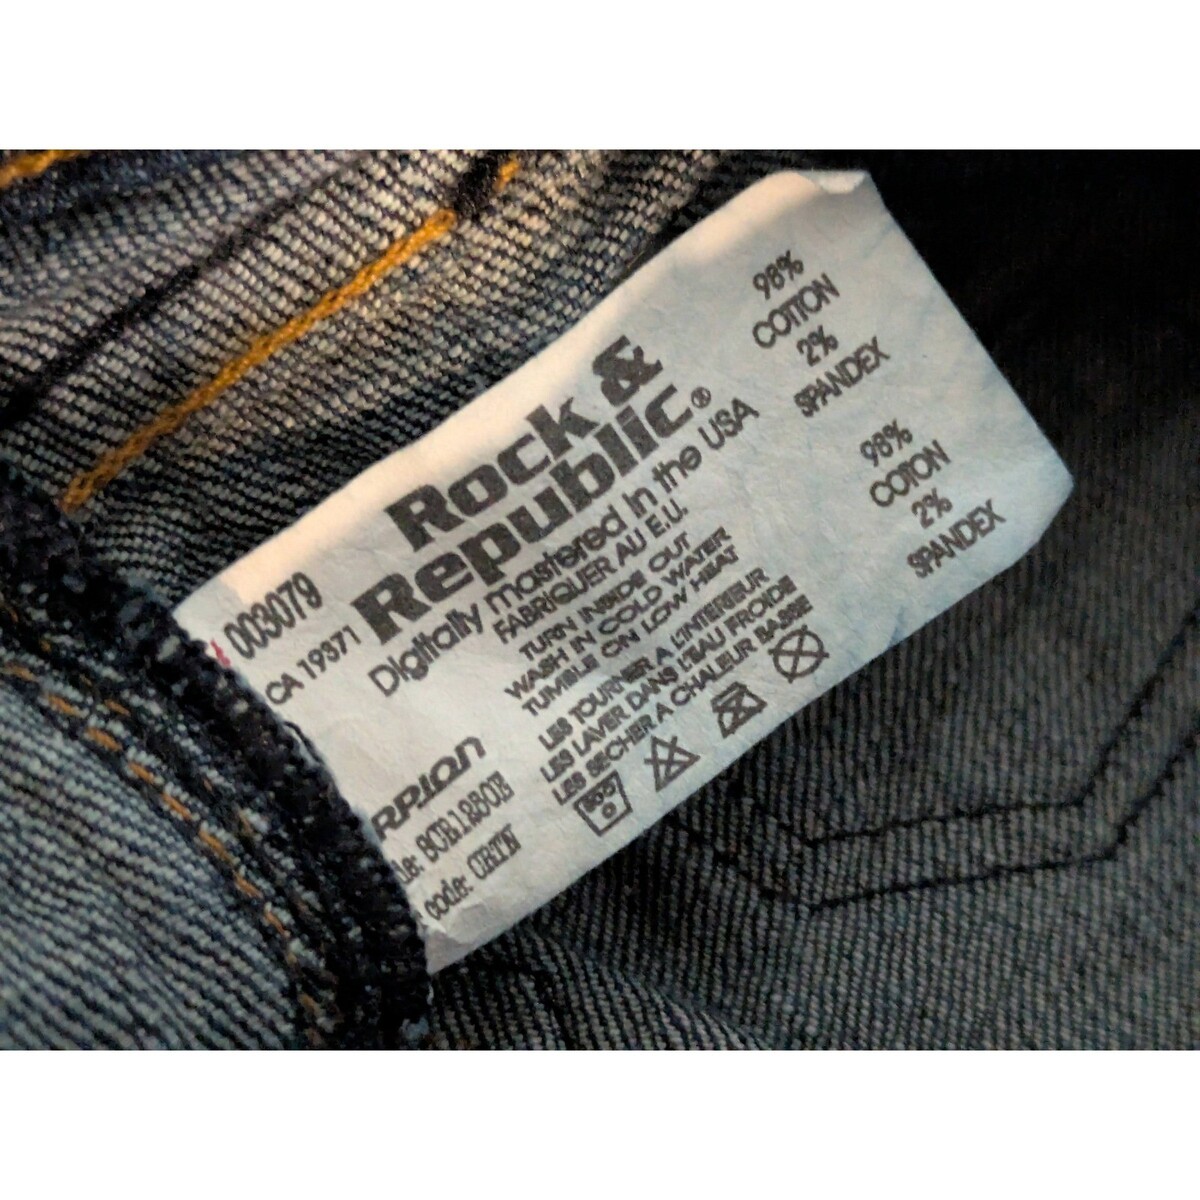 003079
CA 19371
Rock &
Republic®
Digitally mastered in the USA
FABRIQUER AU E.U.
TURN INSIDE OUT
WASH IN COLD WATER
TUMBLE ON LOW HEAT
LES TOURNER A L'INTERIEUR
LES LAVER DANS L'EAU FROIDE
LES SECHER A CHALEUR BASSE
code:
98%
COTTON
2%
SPANDEX
98%
COTON
2%
SPANDEX